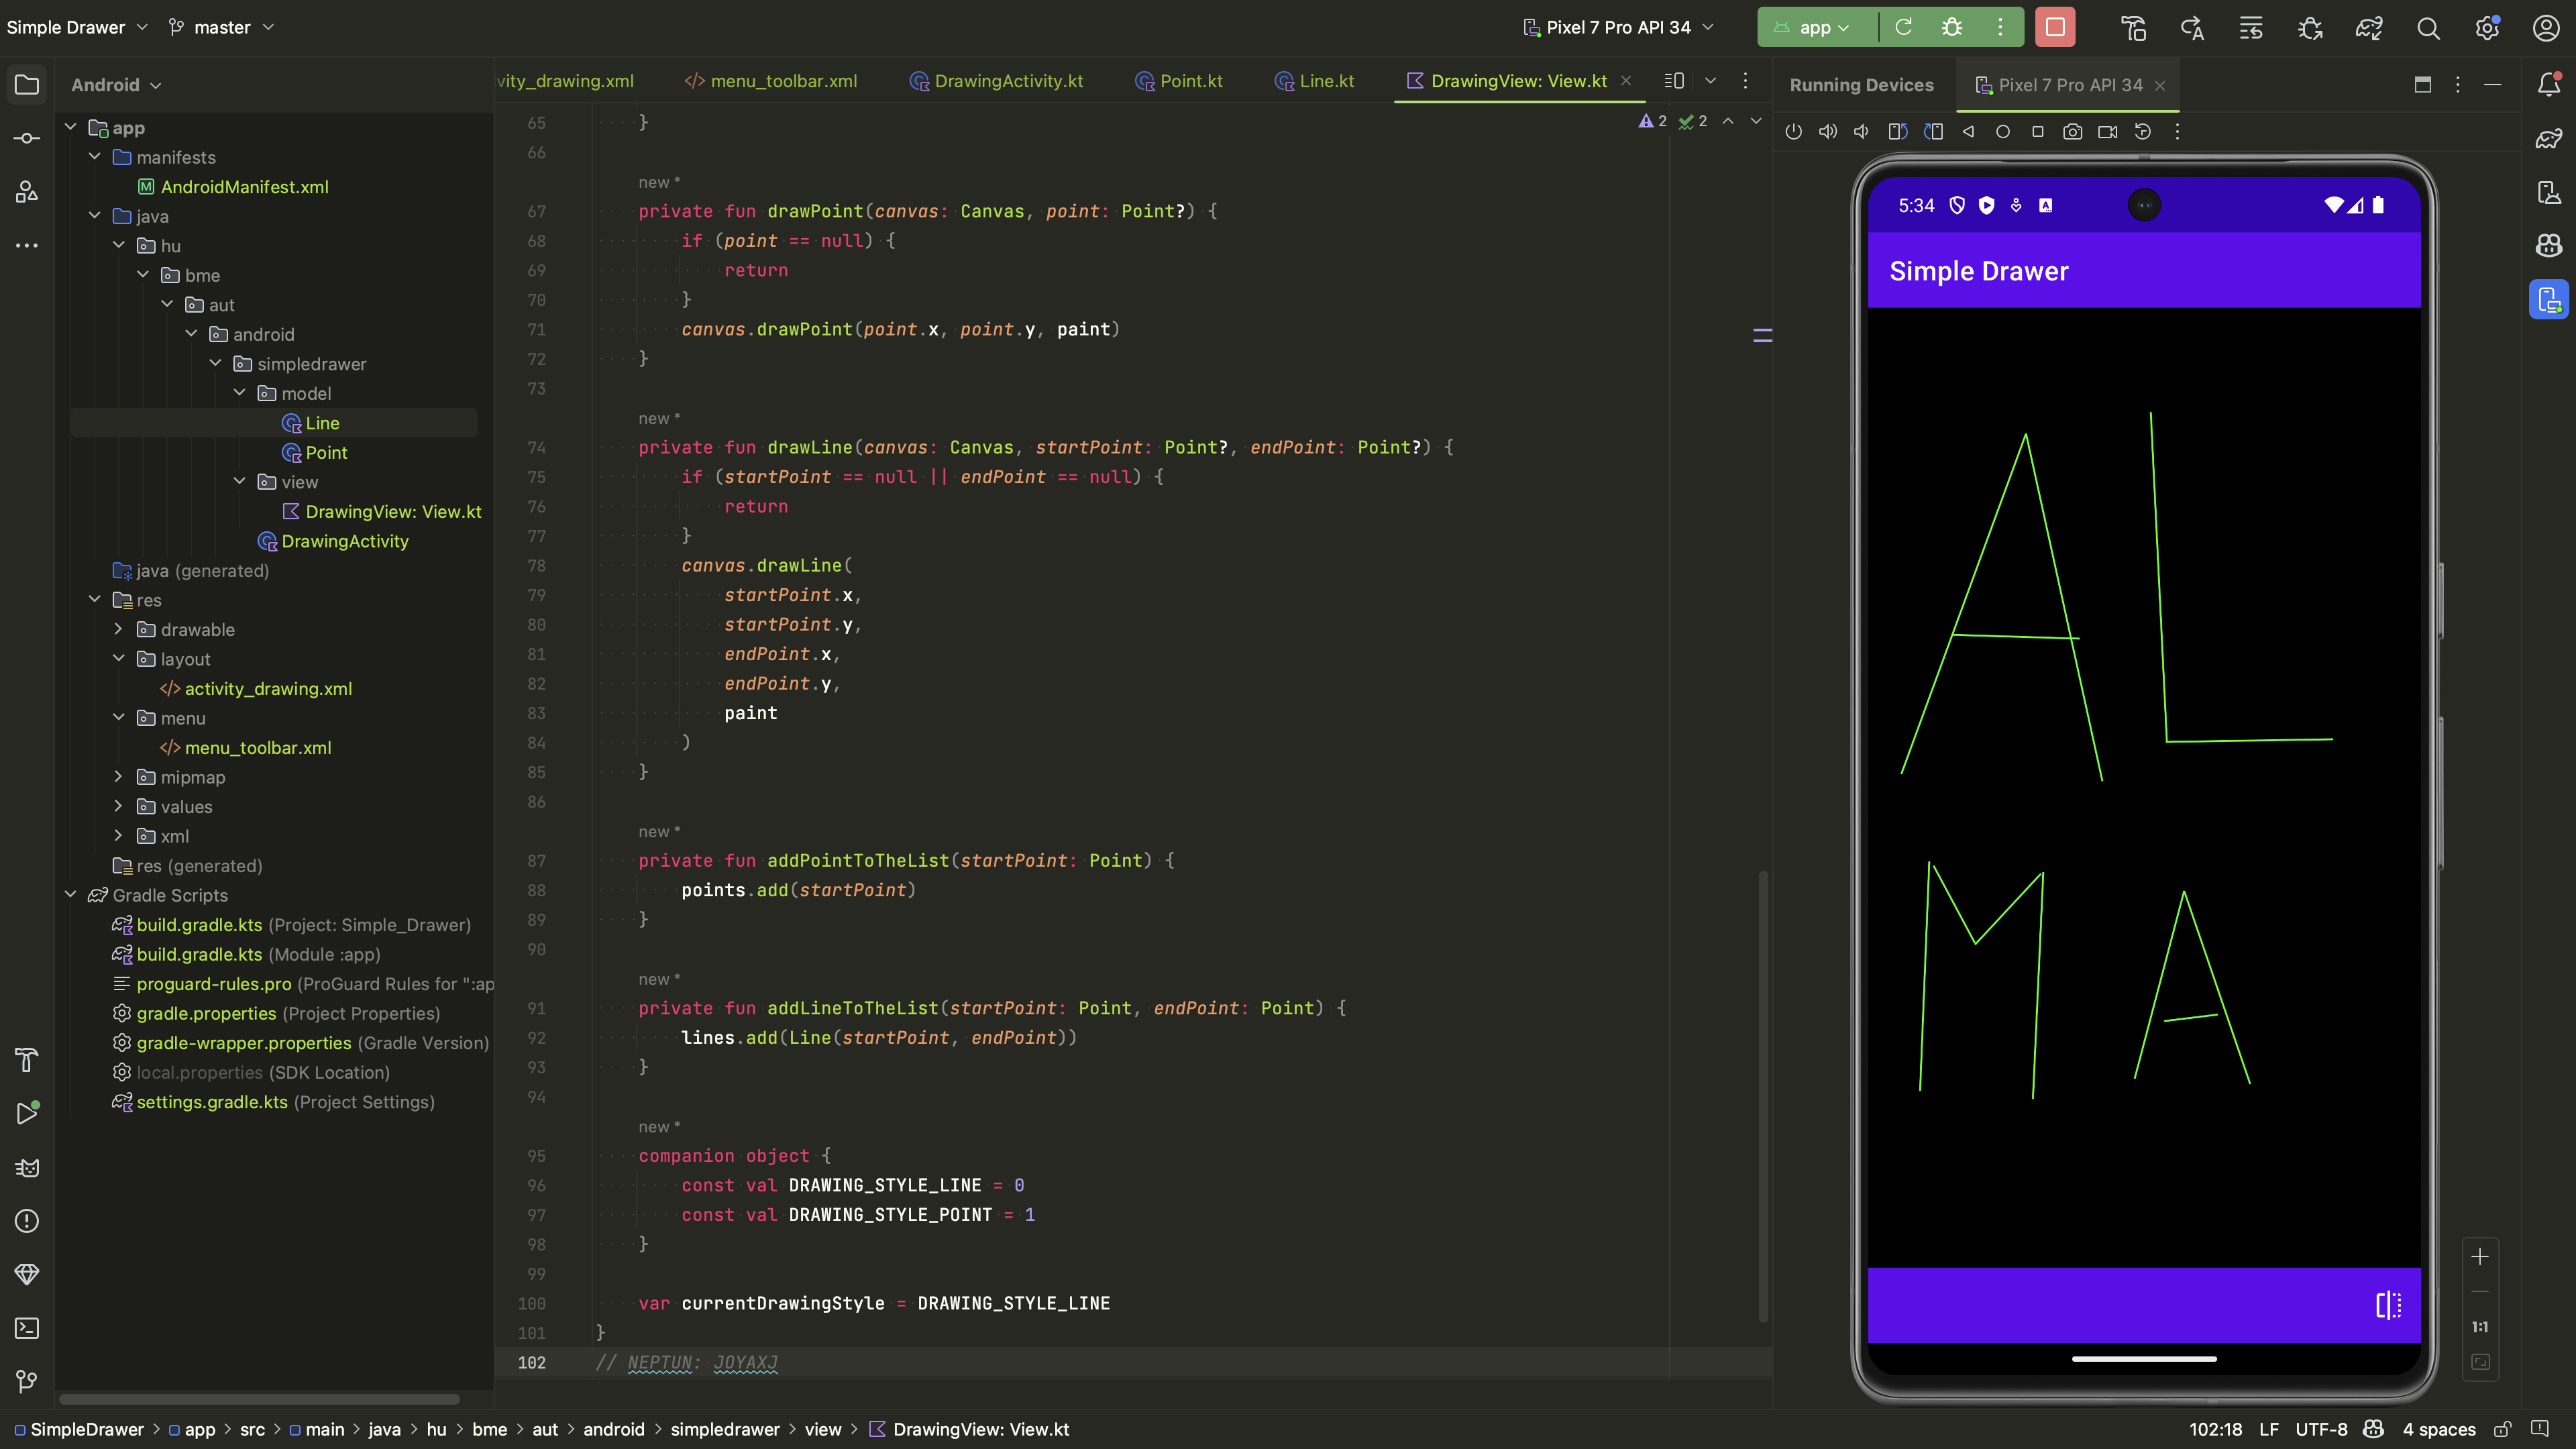 Simple Drawer master Pixel 7 Pro API 34 app
Android
app
manifests
AndroidManifest.xml
java
hu
bme
aut
android
simpledrawer
model
Line
Point
view
DrawingView: View.kt
DrawingActivity
java (generated)
res
drawable
layout
activity_drawing.xml
menu
menu_toolbar.xml
mipmap
values
xml
res (generated)
Gradle Scripts
build.gradle.kts (Project: Simple_Drawer)
build.gradle.kts (Module :app)
proguard-rules.pro (ProGuard Rules for ":ap
gradle.properties (Project Properties)
gradle-wrapper.properties (Gradle Version)
local.properties (SDK Location)
settings.gradle.kts (Project Settings)
vity_drawing.xml menu_toolbar.xml DrawingActivity.kt Point.kt Line.kt DrawingView: View.kt
2 2
65 }
66
new *
67 private fun drawPoint(canvas: Canvas, point: Point?) {
68 if (point == null) {
69 return
70 }
71 canvas.drawPoint(point.x, point.y, paint)
72 }
73
new *
74 private fun drawLine(canvas: Canvas, startPoint: Point?, endPoint: Point?) {
75 if (startPoint == null || endPoint == null) {
76 return
77 }
78 canvas.drawLine(
79 startPoint.x,
80 startPoint.y,
81 endPoint.x,
82 endPoint.y,
83 paint
84 )
85 }
86
new *
87 private fun addPointToTheList(startPoint: Point) {
88 points.add(startPoint)
89 }
90
new *
91 private fun addLineToTheList(startPoint: Point, endPoint: Point) {
92 lines.add(Line(startPoint, endPoint))
93 }
94
new *
95 companion object {
96 const val DRAWING_STYLE_LINE = 0
97 const val DRAWING_STYLE_POINT = 1
98 }
99
100 var currentDrawingStyle = DRAWING_STYLE_LINE
101 }
102 // NEPTUN: JOYAXJ
Running Devices Pixel 7 Pro API 34
5:34
Simple Drawer
AL
MA
1:1
SimpleDrawer > app > src > main > java > hu > bme > aut > android > simpledrawer > view > DrawingView: View.kt
102:18 LF UTF-8 4 spaces